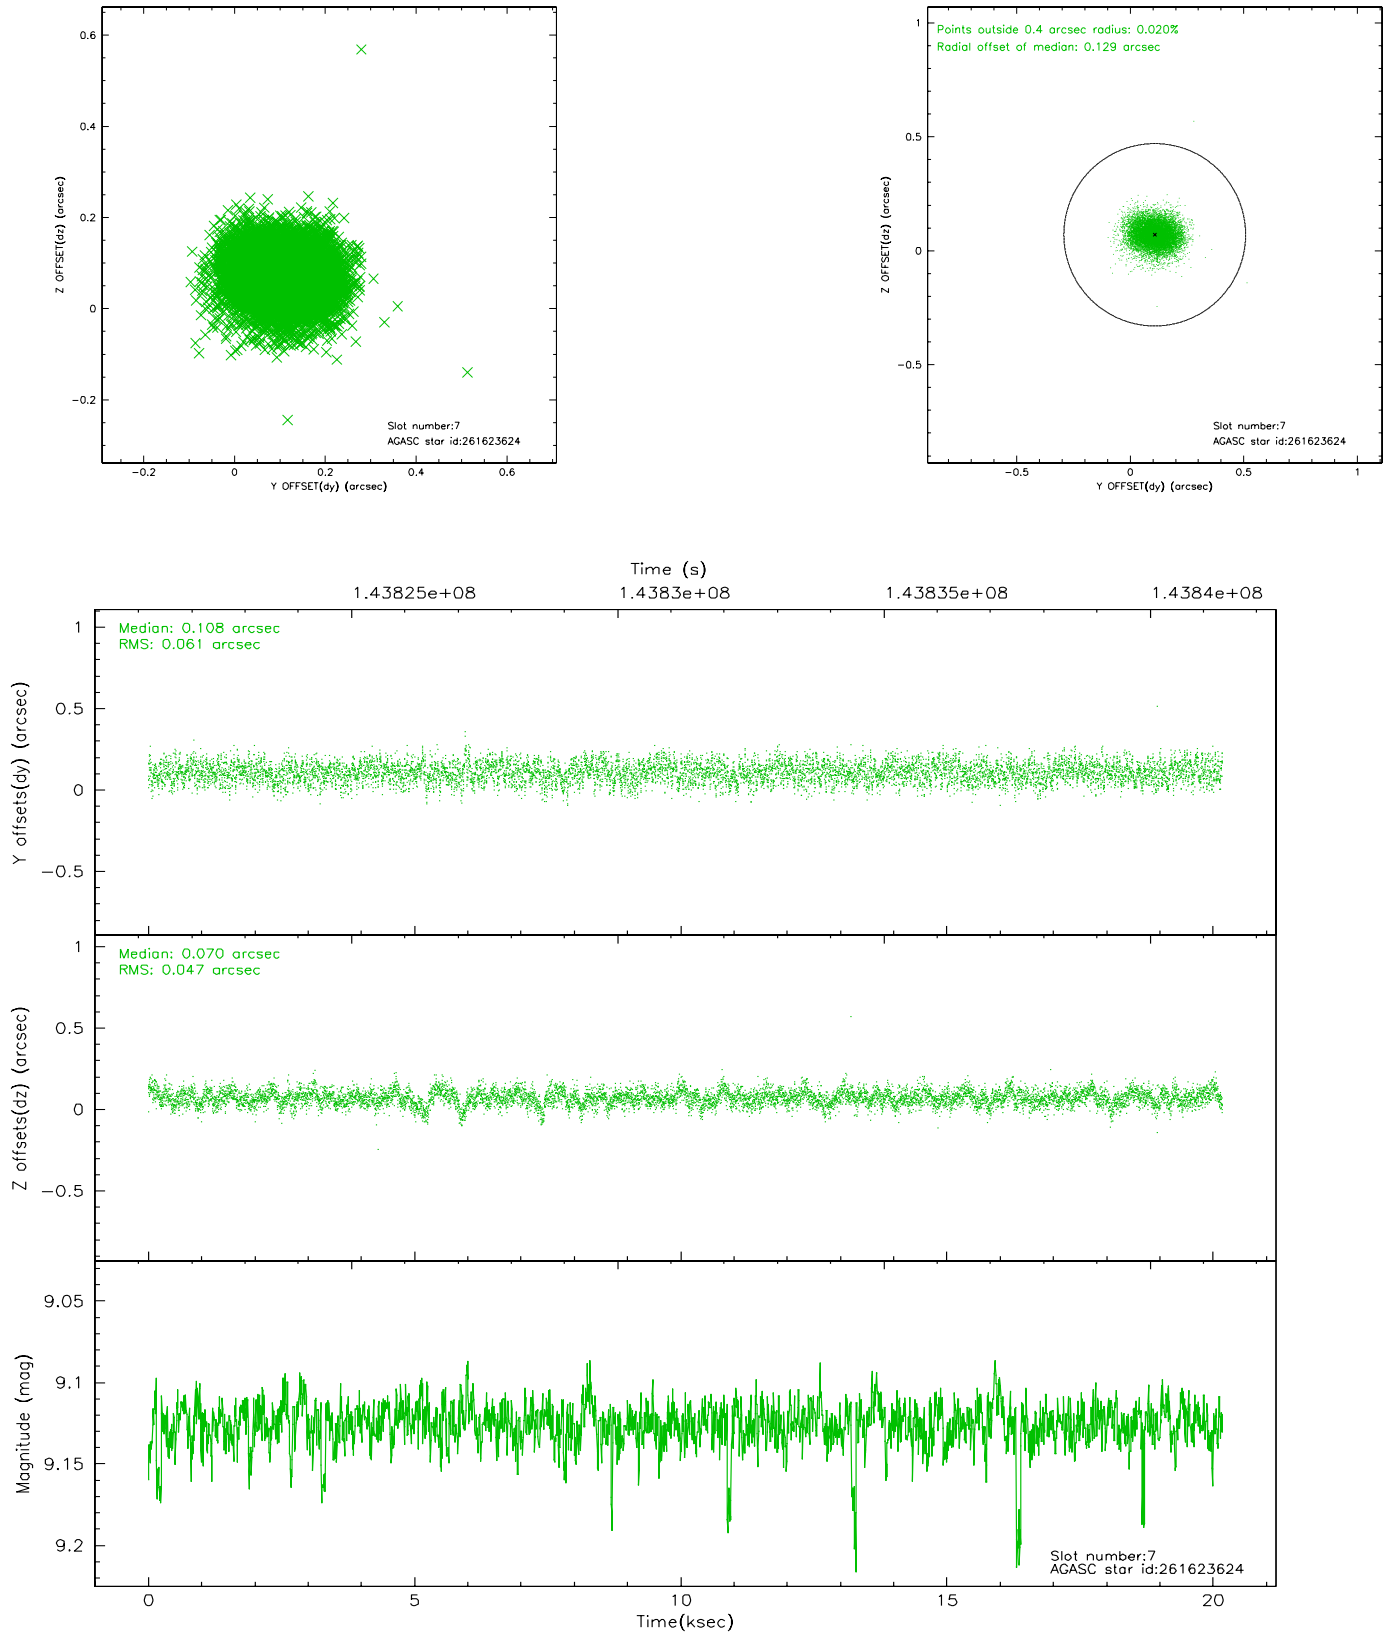 0.6
0.4
0.2
0
−0.2
Z OFFSET(dz) (arcsec)
Slot number:7
AGASC star id:261623624
−0.2 0 0.2 0.4 0.6
Y OFFSET(dy) (arcsec)
Points outside 0.4 arcsec radius: 0.020%
Radial offset of median: 0.129 arcsec
1
0.5
0
−0.5
Z OFFSET(dz) (arcsec)
Slot number:7
AGASC star id:261623624
−0.5 0 0.5 1
Y OFFSET(dy) (arcsec)
Time (s)
1.43825e+08 1.4383e+08 1.43835e+08 1.4384e+08
Median: 0.108 arcsec
RMS: 0.061 arcsec
1
0.5
0
−0.5
Y offsets(dy) (arcsec)
Median: 0.070 arcsec
RMS: 0.047 arcsec
1
0.5
0
−0.5
Z offsets(dz) (arcsec)
9.05
9.1
9.15
9.2
Magnitude (mag)
Slot number:7
AGASC star id:261623624
0 5 10 15 20
Time(ksec)